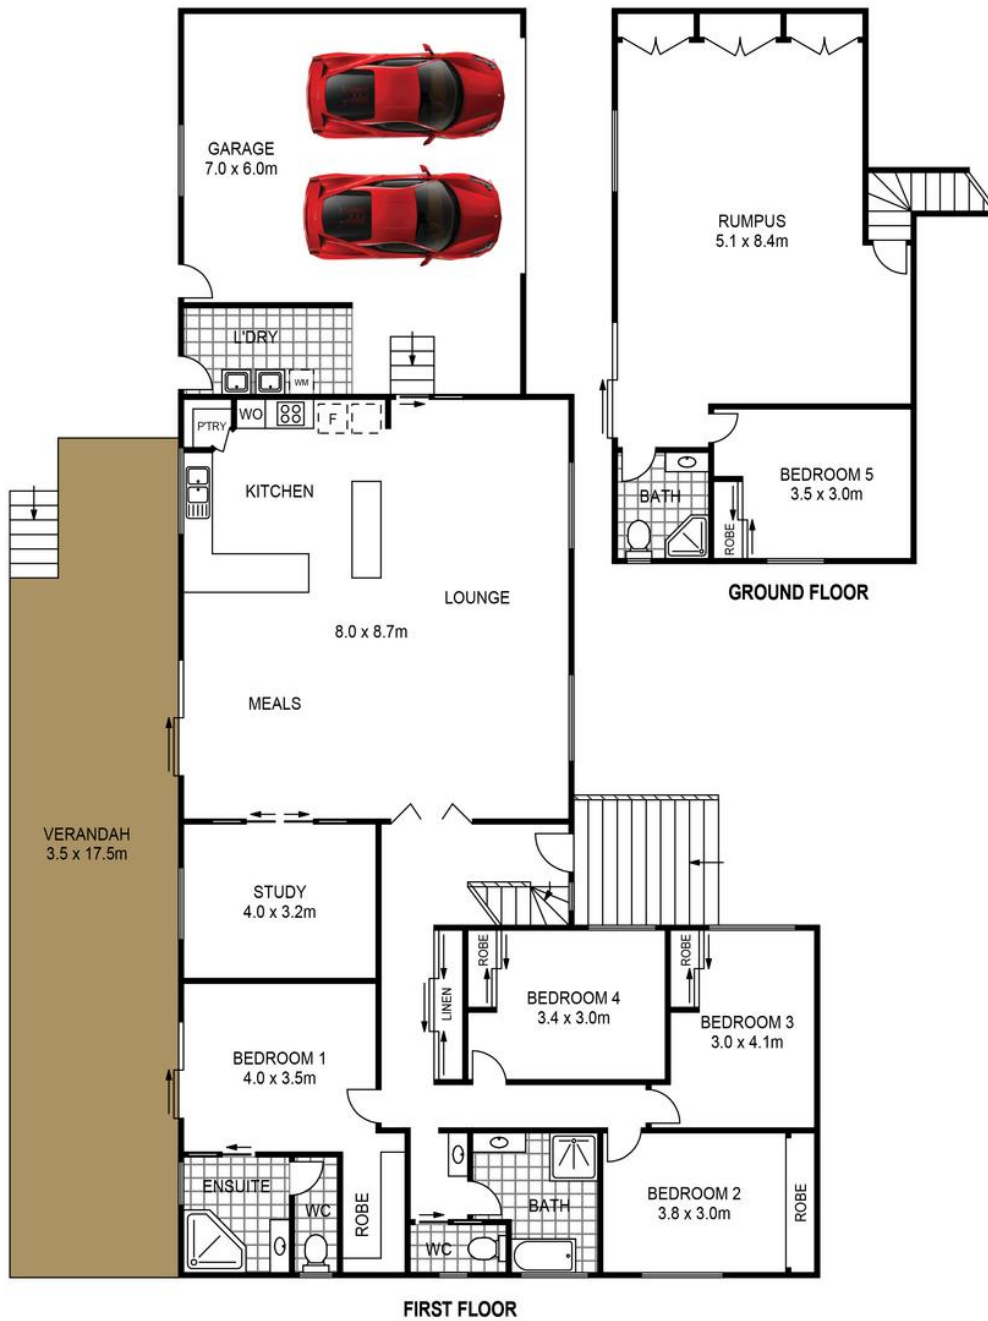 GARAGE
7.0 x 6.0m
L'DRY
WM
P'TRY
WO
F
KITCHEN
LOUNGE
8.0 x 8.7m
MEALS
VERANDAH
3.5 x 17.5m
STUDY
4.0 x 3.2m
LINEN
ROBE
BEDROOM 4
3.4 x 3.0m
ROBE
BEDROOM 3
3.0 x 4.1m
BEDROOM 1
4.0 x 3.5m
ENSUITE
WC
ROBE
WC
BATH
BEDROOM 2
3.8 x 3.0m
ROBE
FIRST FLOOR
RUMPUS
5.1 x 8.4m
BATH
ROBE
BEDROOM 5
3.5 x 3.0m
GROUND FLOOR